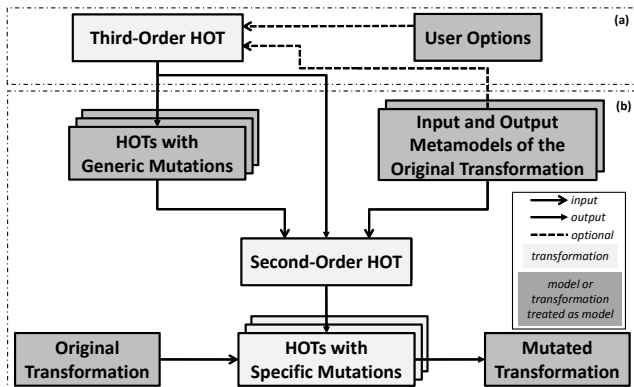 (a)
Third-Order HOT
User Options
(b)
HOTs with
Generic Mutations
Input and Output
Metamodels of the
Original Transformation
input
output
optional
transformation
model or
transformation
treated as model
Second-Order HOT
Original
Transformation
HOTs with
Specific Mutations
Mutated
Transformation